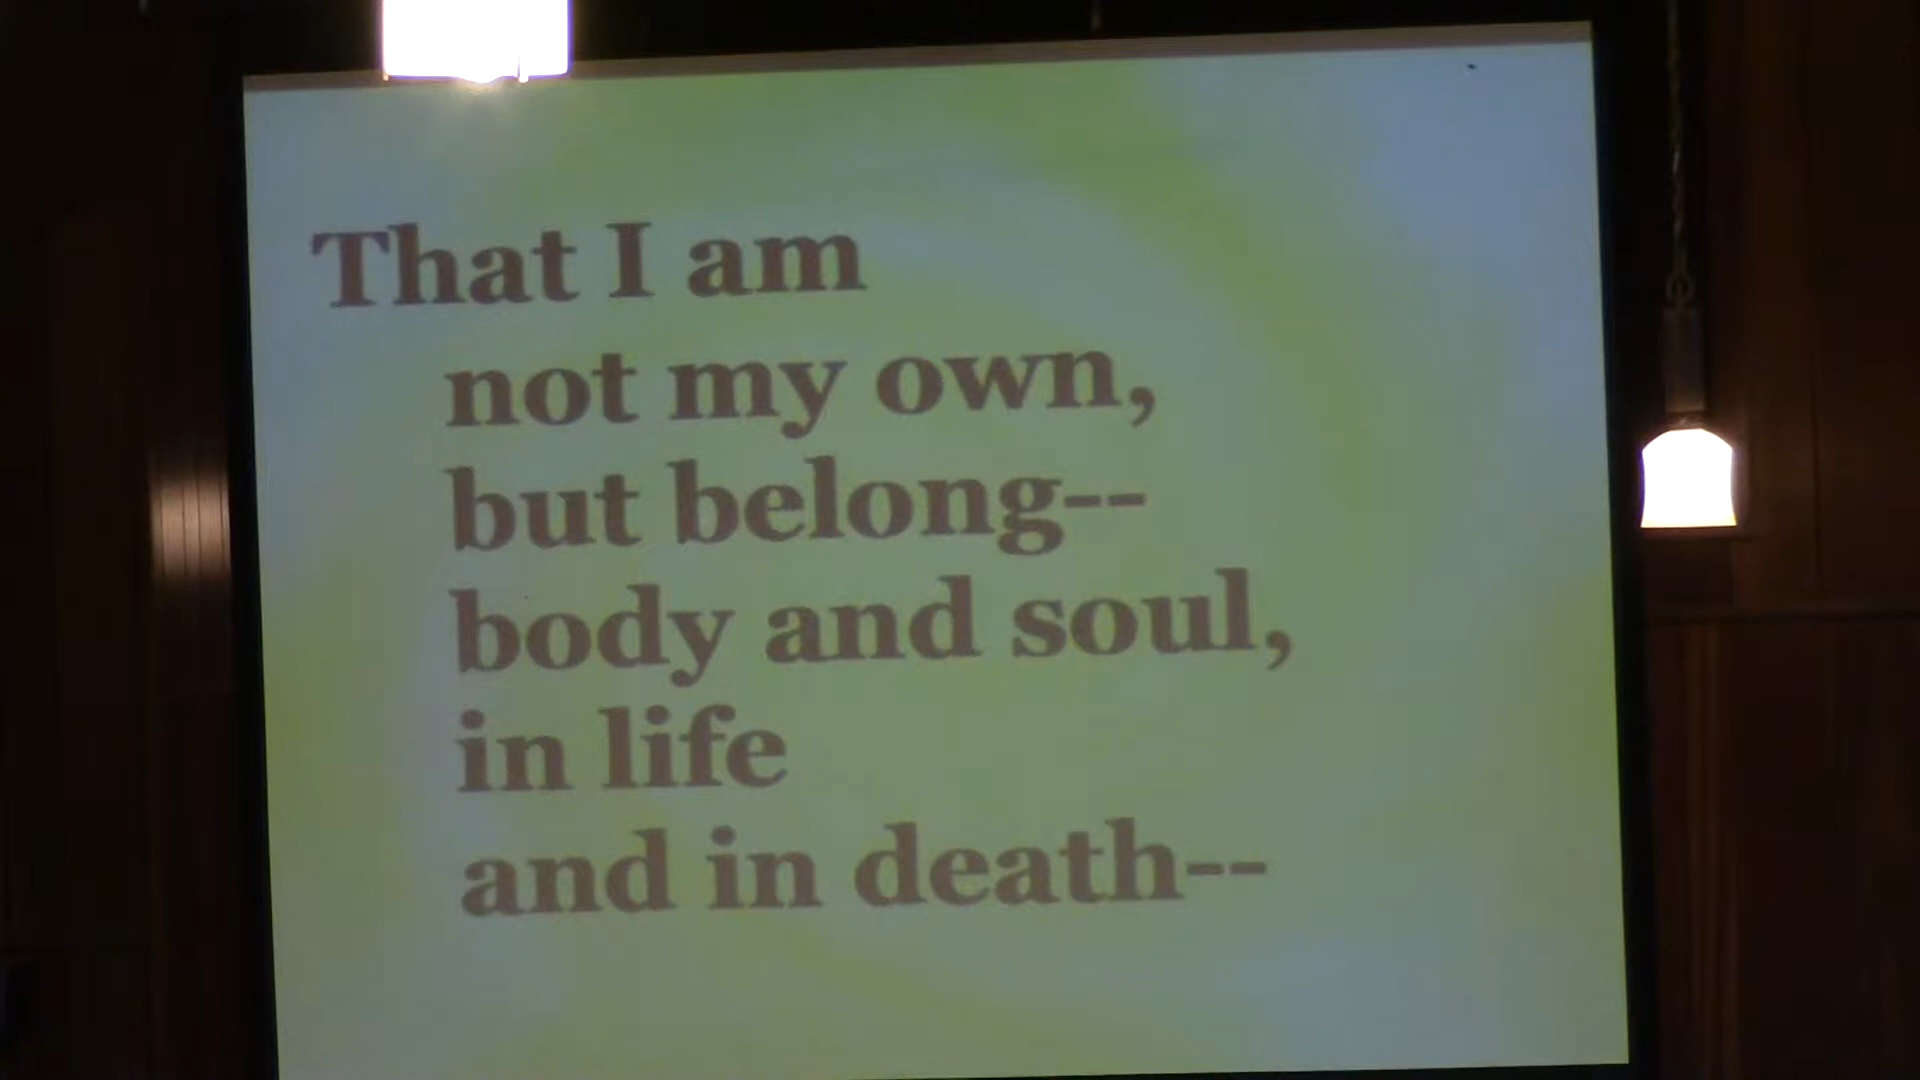 That I am
not my own,
but belong--
body and soul,
in life
and in death--